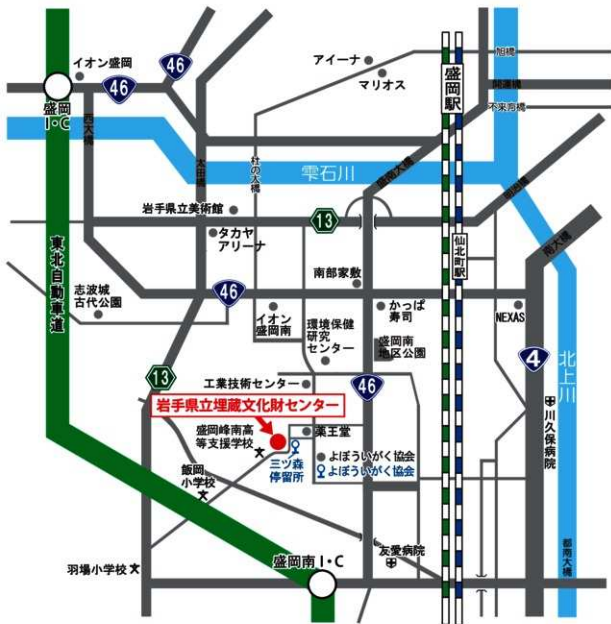 イオン盛岡
46
46
盛岡
I・C
西大橋
太田橋
杜の大橋
アイーナ
マリオス
盛岡駅
旭橋
開運橋
不来方橋
雫石川
盛南大橋
明治橋
岩手県立美術館
13
タカヤ
アリーナ
仙北町駅
南大橋
東北自動車道
志波城
古代公園
46
南部家敷
イオン
盛岡南
環境保健
研究
センター
かっぱ
寿司
盛岡南
地区公園
NEXAS
4
北上川
13
工業技術センター
46
岩手県立埋蔵文化財センター
盛岡峰南高
等支援学校
薬王堂
三ツ森
停留所
よぼういがく協会
よぼういがく協会
川久保病院
飯岡
小学校
羽場小学校
盛岡南I・C
友愛病院
都南大橋